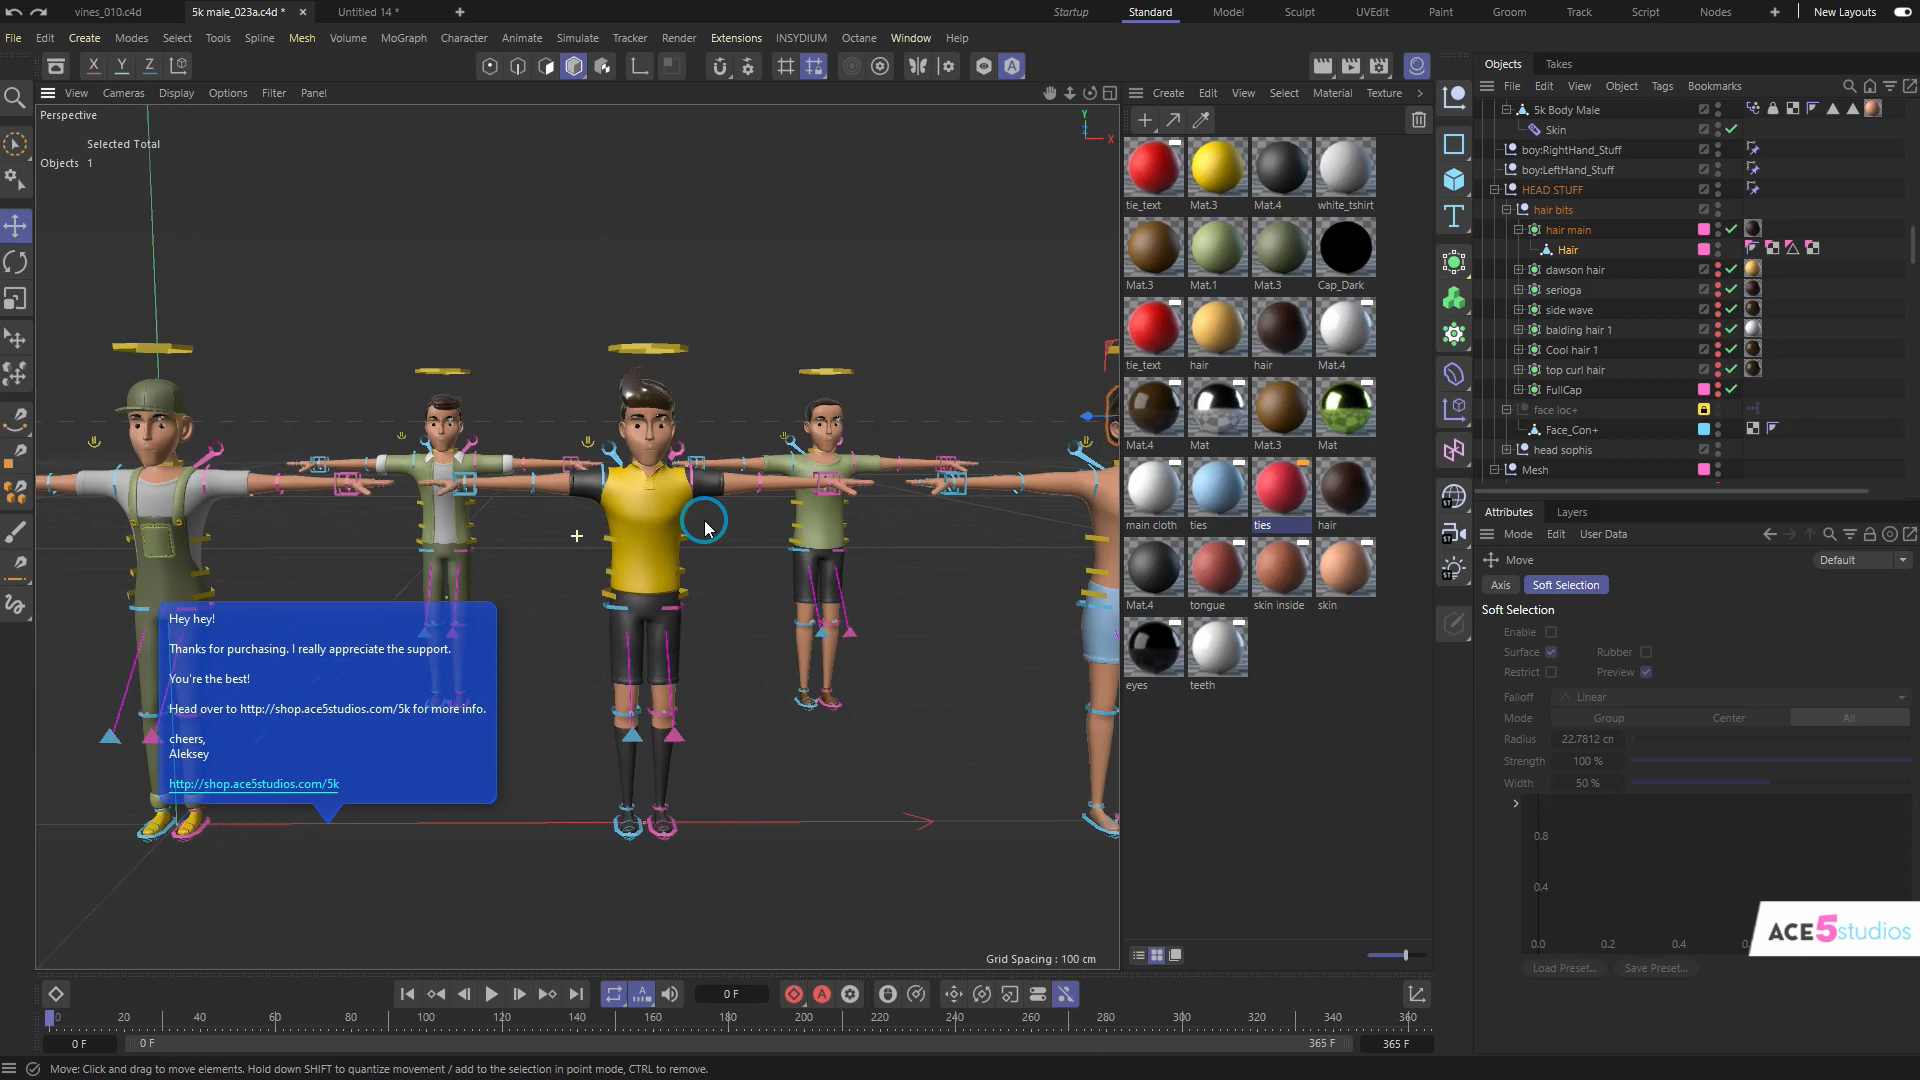 vines_010.c4d
5k male_023a.c4d *
Untitled 14 *
Startup
Standard
Model
Sculpt
UVEdit
Paint
Groom
Track
Script
Nodes
New Layouts
File Edit Create Modes Select Tools Spline Mesh Volume MoGraph Character Animate Simulate Tracker Render Extensions INSYDIUM Octane Window Help
X Y Z
View Cameras Display Options Filter Panel
Perspective
Selected Total
Objects 1
Y
Z
X
Hey hey!
Thanks for purchasing. I really appreciate the support.
You're the best!
Head over to http://shop.ace5studios.com/5k for more info.
cheers,
Aleksey
http://shop.ace5studios.com/5k
Grid Spacing : 100 cm
Create Edit View Select Material Texture
tie_text Mat.3 Mat.4 white_tshirt
Mat.3 Mat.1 Mat.3 Cap_Dark
tie_text hair hair Mat.4
Mat.4 Mat Mat.3 Mat
main cloth ties ties hair
Mat.4 tongue skin inside skin
eyes teeth
Objects Takes
File Edit View Object Tags Bookmarks
5k Body Male
Skin
boy:RightHand_Stuff
boy:LeftHand_Stuff
HEAD STUFF
hair bits
hair main
Hair
dawson hair
serioga
side wave
balding hair 1
Cool hair 1
top curl hair
FullCap
face loc+
Face_Con+
head sophis
Mesh
Attributes Layers
Mode Edit User Data
Move
Default
Axis Soft Selection
Soft Selection
Enable
Surface Rubber
Restrict Preview
Falloff Linear
Mode Group Center All
Radius 22.7812 cn
Strength 100 %
Width 50 %
0.8
0.4
0.0 0.2 0.4
Load Preset... Save Preset...
ACE5studios
0 F
0 20 40 60 80 100 120 140 160 180 200 220 240 260 280 300 320 340 360
0 F
0 F
365 F
365 F
Move: Click and drag to move elements. Hold down SHIFT to quantize movement / add to the selection in point mode, CTRL to remove.